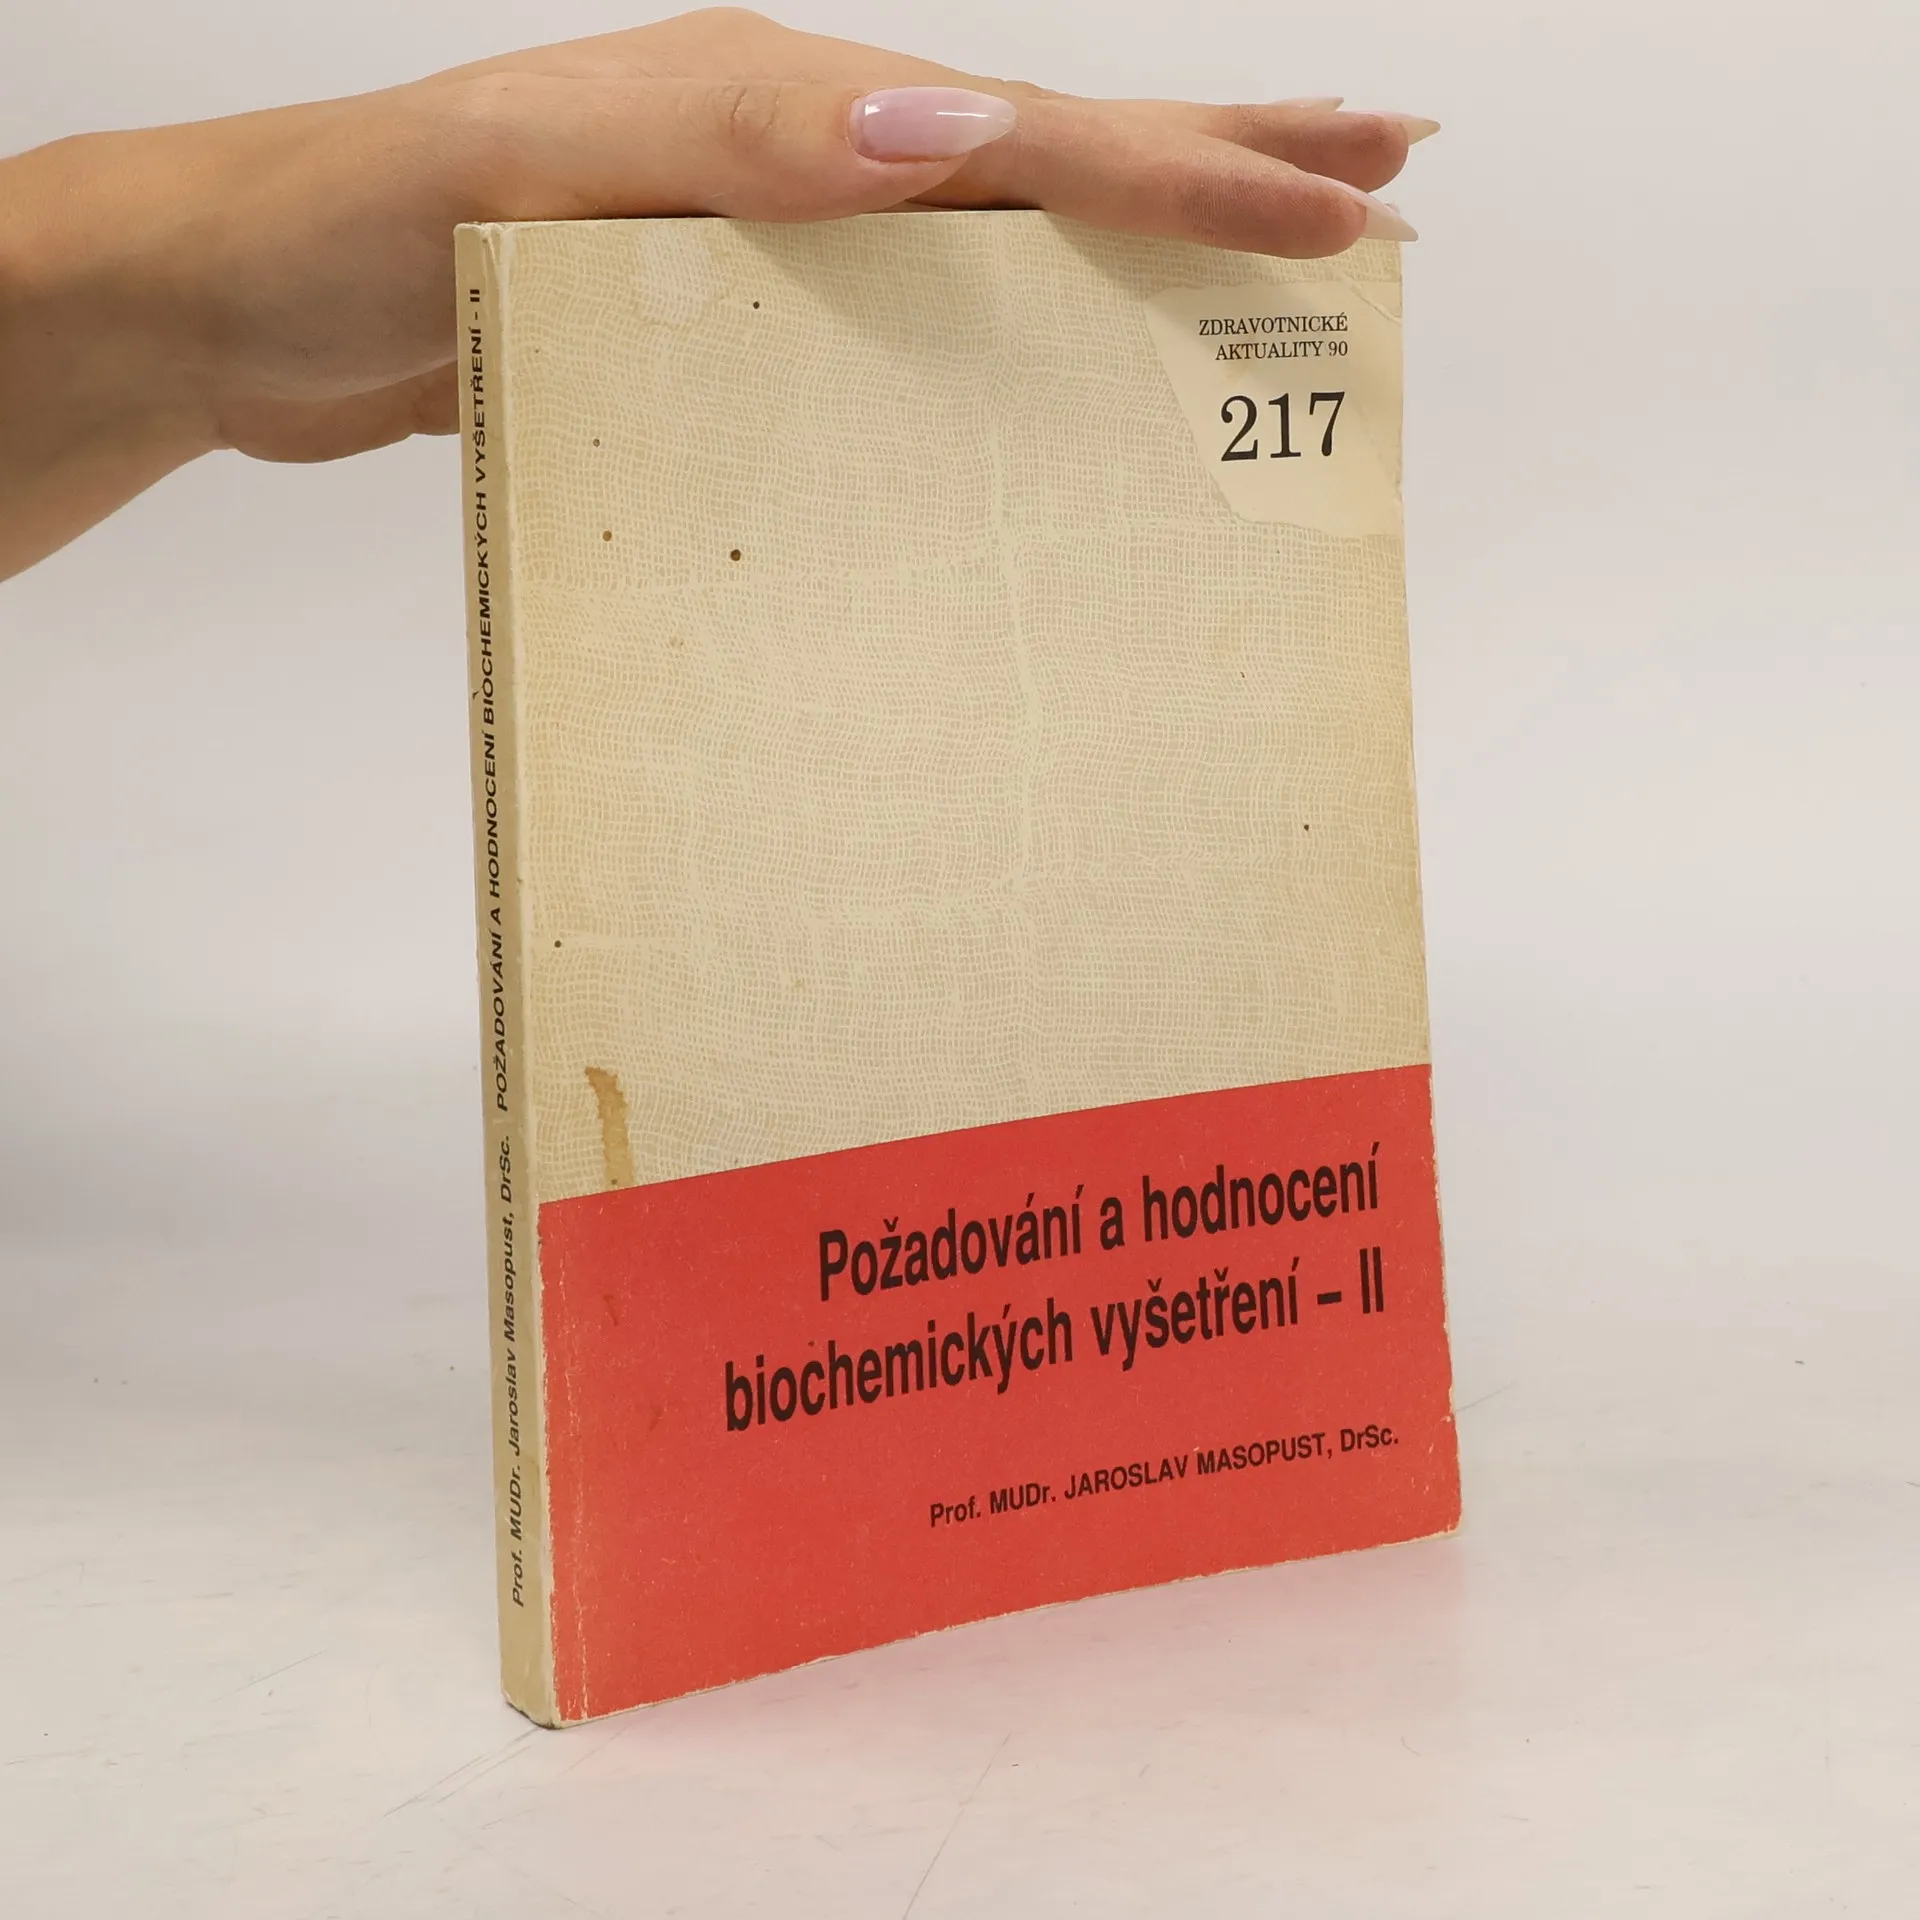 ZDRAVOTNICKÉ
AKTUALITY 90
217
Požadování a hodnocení
biochemických vyšetření – II
Prof. MUDr. JAROSLAV MASOPUST, DrSc.
Prof. MUDr. Jaroslav Masopust, DrSc. POŽADOVÁNÍ A HODNOCENÍ BIOCHEMICKÝCH VYŠETŘENÍ - II